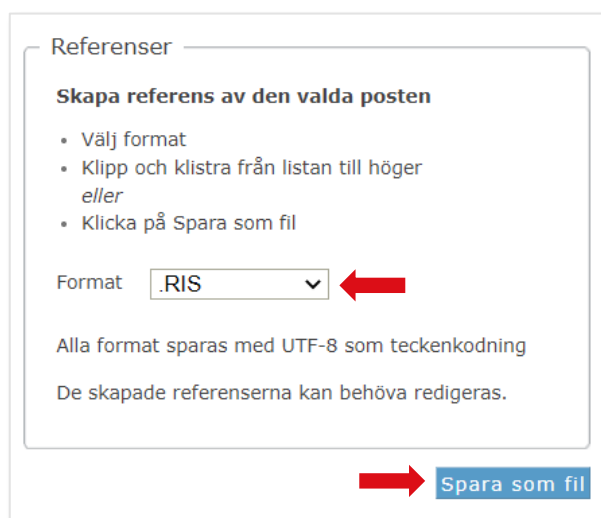 Referenser
Skapa referens av den valda posten
• Välj format
• Klipp och klistra från listan till höger
eller
• Klicka på Spara som fil
Format .RIS
Alla format sparas med UTF-8 som teckenkodning
De skapade referenserna kan behöva redigeras.
Spara som fil